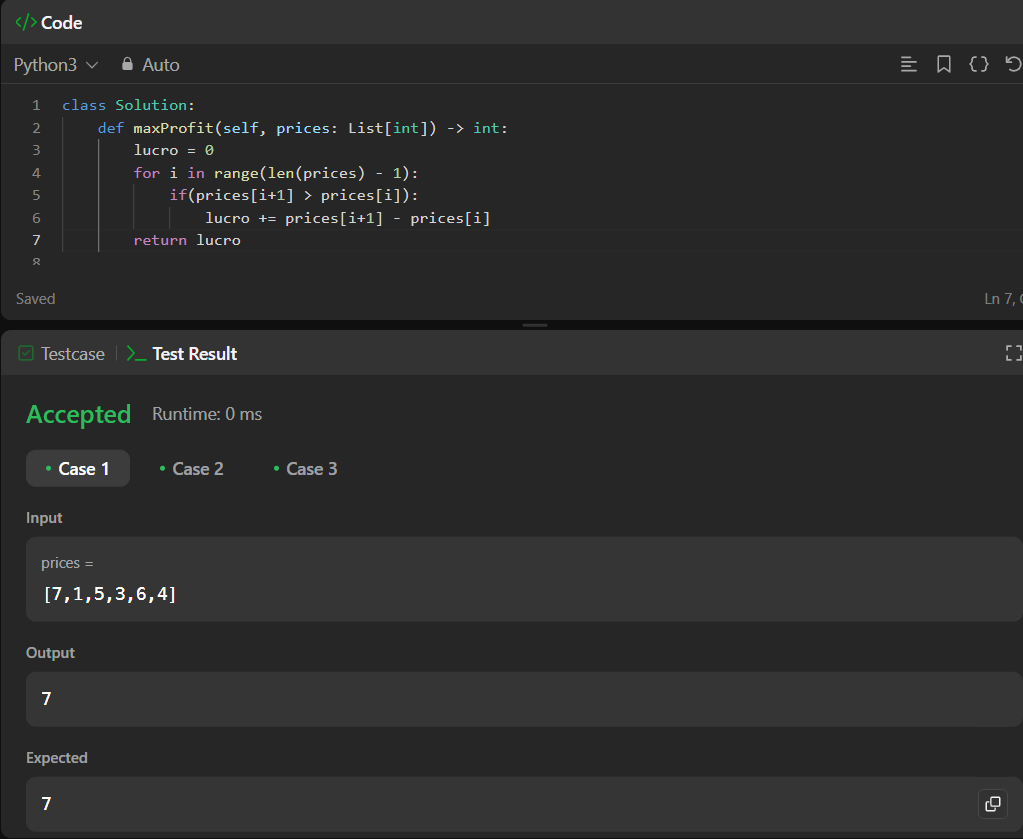 </> Code
Python3 Auto
1 class Solution:
2     def maxProfit(self, prices: List[int]) -> int:
3         lucro = 0
4         for i in range(len(prices) - 1):
5             if(prices[i+1] > prices[i]):
6                 lucro += prices[i+1] - prices[i]
7         return lucro
8
Saved Ln 7,
Testcase | >_ Test Result
Accepted Runtime: 0 ms
• Case 1 • Case 2 • Case 3
Input
prices =
[7,1,5,3,6,4]
Output
7
Expected
7